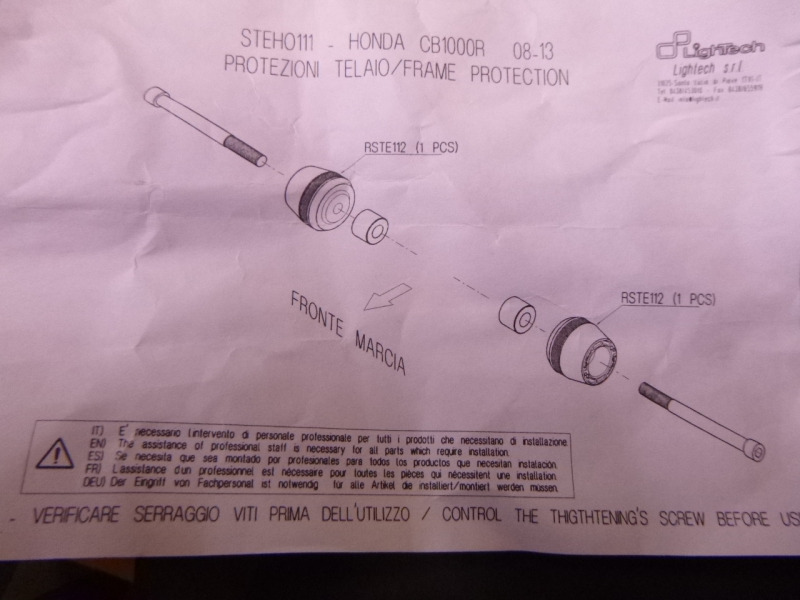 STEHO111 - HONDA CB1000R 08-13
PROTEZIONI TELAIO/FRAME PROTECTION
LighTech
Lightech s.r.l
RSTE112 (1 PCS)
RSTE112 (1 PCS)
FRONTE MARCIA
IT) E' necessario l'intervento di personale professionale per tutti i prodotti che necessitano di installazione
EN) The assistance of professional staff is necessary for all parts which require installation.
ES) Se necesita que sea montado por profesionales para todos los productos que necesitan instalación.
FR) L'assistance d'un professionnel est nécessaire pour toutes les pièces qui nécessitent une installation.
DEU) Der Eingriff von Fachpersonal ist notwendig für alle Artikel die installiert/montiert werden müssen.
- VERIFICARE SERRAGGIO VITI PRIMA DELL'UTILIZZO / CONTROL THE THIGTHTENING'S SCREW BEFORE US